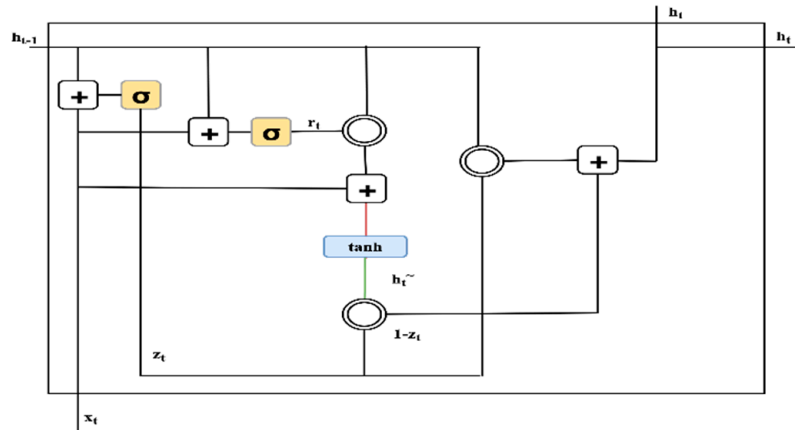 hₜ
hₜ₋₁
hₜ
+
σ
+
σ
rₜ
+
+
tanh
hₜ~
1-zₜ
zₜ
xₜ